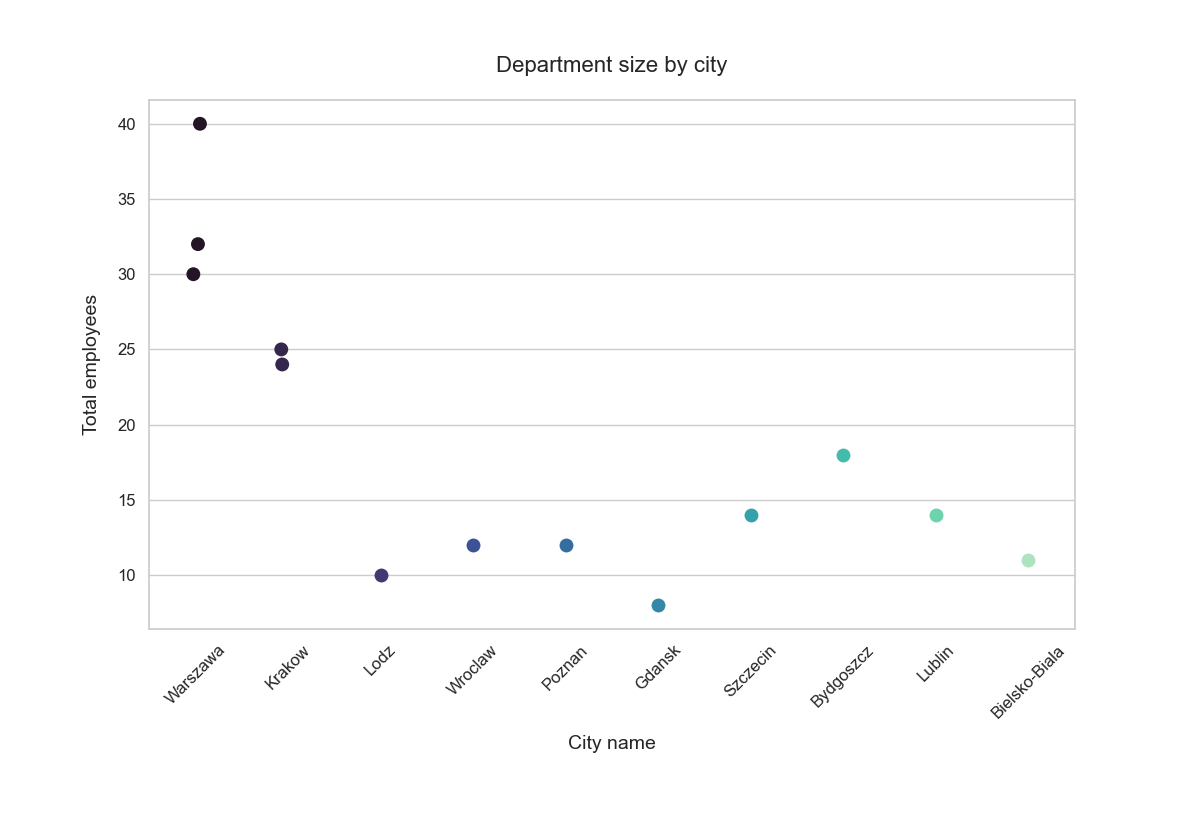 Department size by city
40
35
30
25
20
15
10
Total employees
Warszawa
Krakow
Lodz
Wroclaw
Poznan
Gdansk
Szczecin
Bydgoszcz
Lublin
Bielsko-Biala
City name